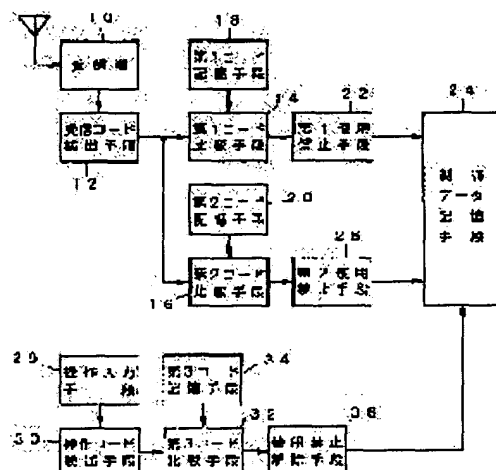 10
受信機
18
第1コード
記憶手段
受信コード
検出手段
12
第1コード
比較手段
14
22
第1使用
禁止手段
24
制御
データ
記憶
手段
第2コード
記憶手段
20
第2コード
比較手段
16
第2使用
禁止手段
操作入力
手段
第3コード
記憶手段
34
30
操作コード
検出手段
第3コード
比較手段
32
使用禁止
解除手段
36